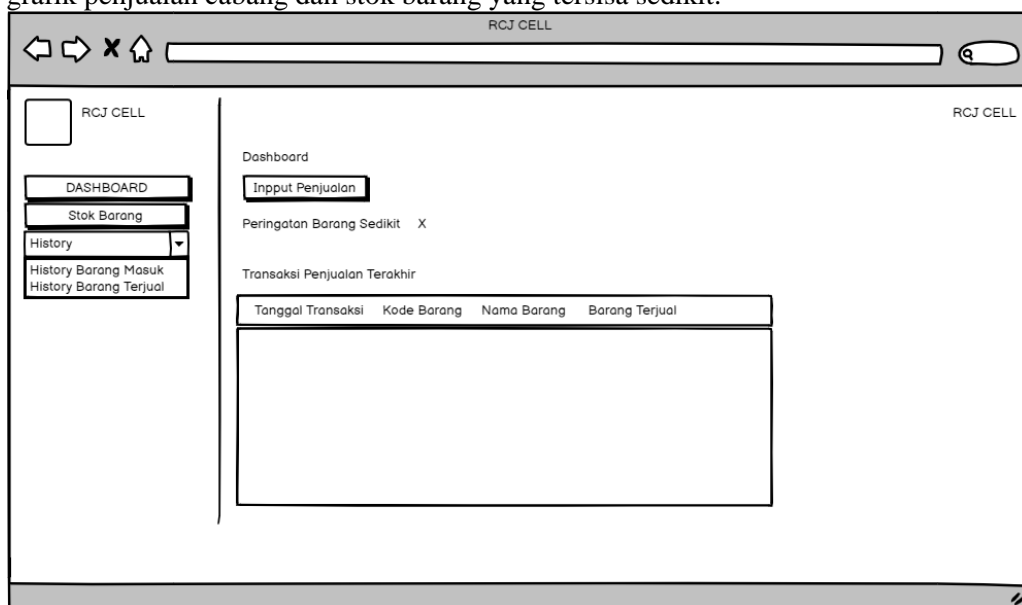 grafik penjualan cabang dan stok barang yang tersisa sedikit.
RCJ CELL
RCJ CELL
RCJ CELL
DASHBOARD
Stok Barang
History
History Barang Masuk
History Barang Terjual
Dashboard
Inpput Penjualan
Peringatan Barang Sedikit X
Transaksi Penjualan Terakhir
Tanggal Transaksi Kode Barang Nama Barang Barang Terjual